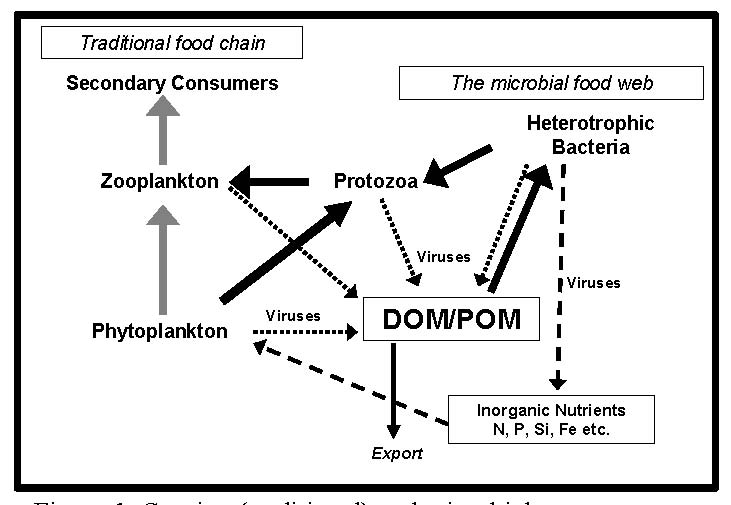 Traditional food chain
Secondary Consumers
The microbial food web
Heterotrophic
Bacteria
Zooplankton
Protozoa
Viruses
Viruses
Viruses
Phytoplankton
DOM/POM
Inorganic Nutrients
N, P, Si, Fe etc.
Export